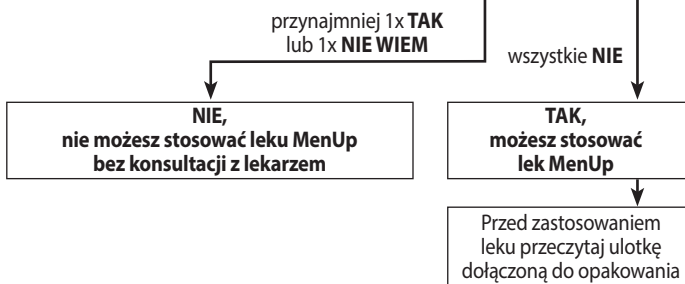 przynajmniej 1x TAK
lub 1x NIE WIEM
wszystkie NIE
NIE,
nie możesz stosować leku MenUp
bez konsultacji z lekarzem
TAK,
możesz stosować
lek MenUp
Przed zastosowaniem
leku przeczytaj ulotkę
dołączoną do opakowania